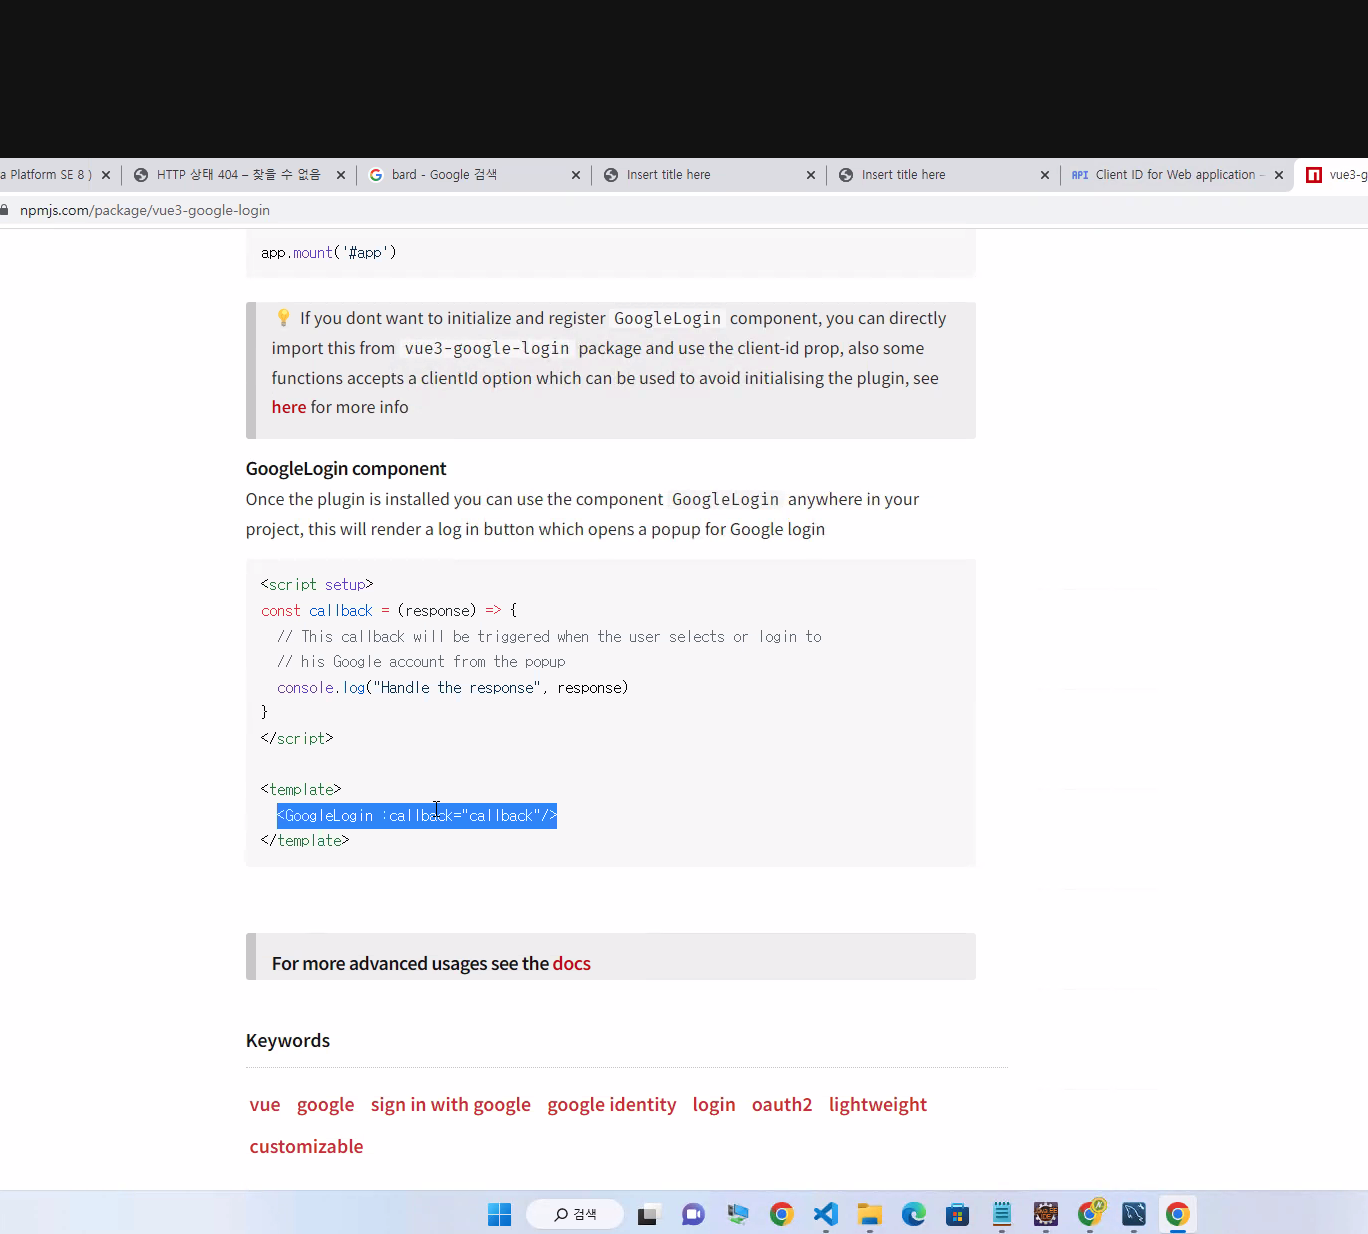 a Platform SE 8 )
HTTP 상태 404 – 찾을 수 없음
bard - Google 검색
Insert title here
Insert title here
API Client ID for Web application –
vue3-g
npmjs.com/package/vue3-google-login
app.mount('#app')
💡 If you dont want to initialize and register GoogleLogin component, you can directly
import this from vue3-google-login package and use the client-id prop, also some
functions accepts a clientId option which can be used to avoid initialising the plugin, see
here for more info
GoogleLogin component
Once the plugin is installed you can use the component GoogleLogin anywhere in your
project, this will render a log in button which opens a popup for Google login
<script setup>
const callback = (response) => {
// This callback will be triggered when the user selects or login to
// his Google account from the popup
console.log("Handle the response", response)
}
</script>
<template>
<GoogleLogin :callback="callback"/>
</template>
For more advanced usages see the docs
Keywords
vue google sign in with google google identity login oauth2 lightweight
customizable
검색